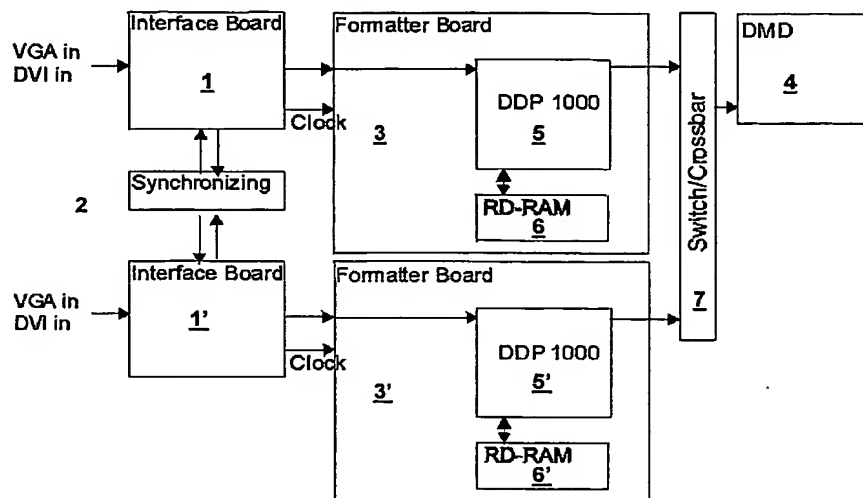 Interface Board
VGA in
DVI in
1
Clock
Formatter Board
3
DDP 1000
5
RD-RAM
6
Switch/Crossbar
7
DMD
4
2
Synchronizing
Interface Board
VGA in
DVI in
1'
Clock
Formatter Board
3'
DDP 1000
5'
RD-RAM
6'